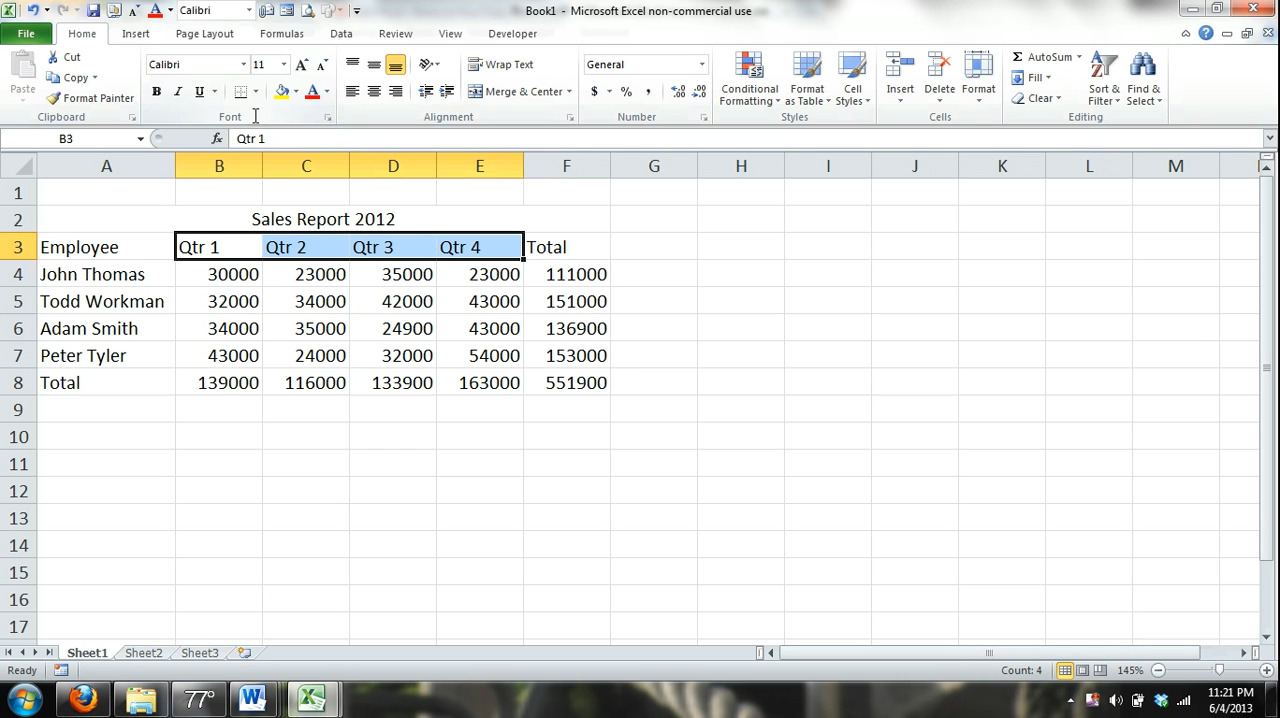 Calibri
Book1 - Microsoft Excel non-commercial use
File Home Insert Page Layout Formulas Data Review View Developer
Paste
Cut
Copy
Format Painter
Clipboard
Calibri 11
B I U A
Font
Wrap Text
Merge & Center
Alignment
General
$ % ,
Number
Conditional Formatting
Format as Table
Cell Styles
Styles
Insert Delete Format
Cells
Σ AutoSum
Fill
Clear
Sort & Filter
Find & Select
Editing
B3 fx Qtr 1
A B C D E F G H I J K L M
1
2 Sales Report 2012
3 Employee Qtr 1 Qtr 2 Qtr 3 Qtr 4 Total
4 John Thomas 30000 23000 35000 23000 111000
5 Todd Workman 32000 34000 42000 43000 151000
6 Adam Smith 34000 35000 24900 43000 136900
7 Peter Tyler 43000 24000 32000 54000 153000
8 Total 139000 116000 133900 163000 551900
9
10
11
12
13
14
15
16
17
Sheet1 Sheet2 Sheet3
Ready Count: 4 145%
77°
11:21 PM
6/4/2013